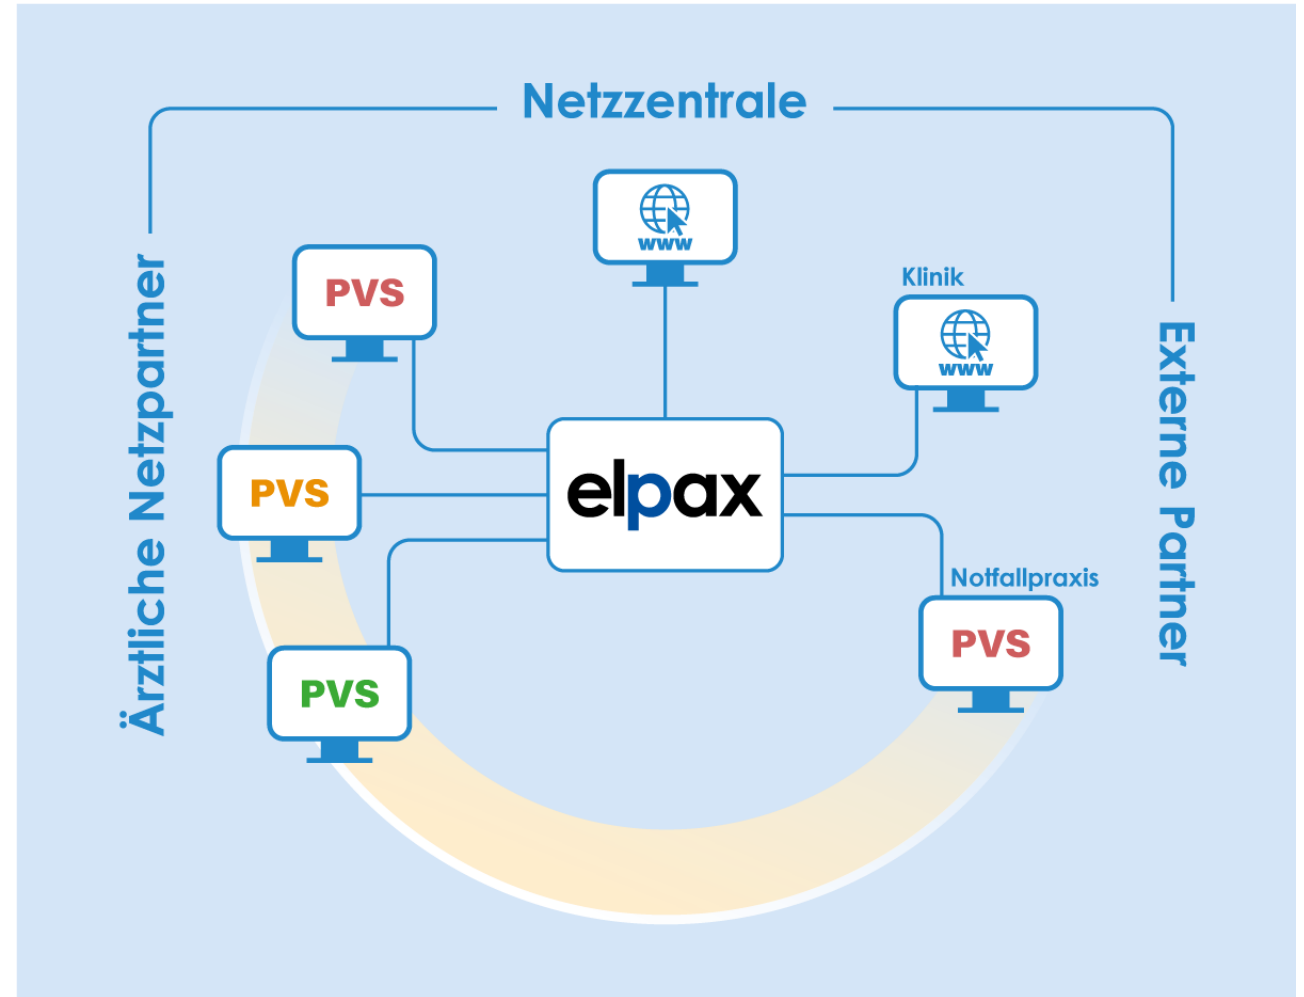 Netzzentrale
Ärztliche Netzpartner
Externe Partner
www
PVS
Klinik
www
PVS
elpax
Notfallpraxis
PVS
PVS